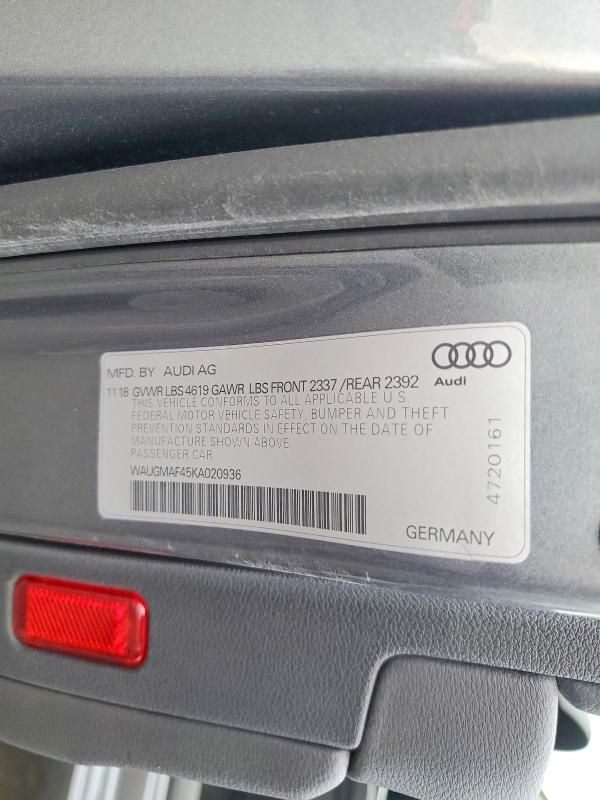 MFD. BY AUDI AG
Audi
11 18 GVWR LBS 4619 GAWR LBS FRONT 2337 /REAR 2392
THIS VEHICLE CONFORMS TO ALL APPLICABLE U.S.
FEDERAL MOTOR VEHICLE SAFETY, BUMPER AND THEFT
PREVENTION STANDARDS IN EFFECT ON THE DATE OF
MANUFACTURE SHOWN ABOVE
PASSENGER CAR
WAUGMAF45KA020936
4720161
GERMANY